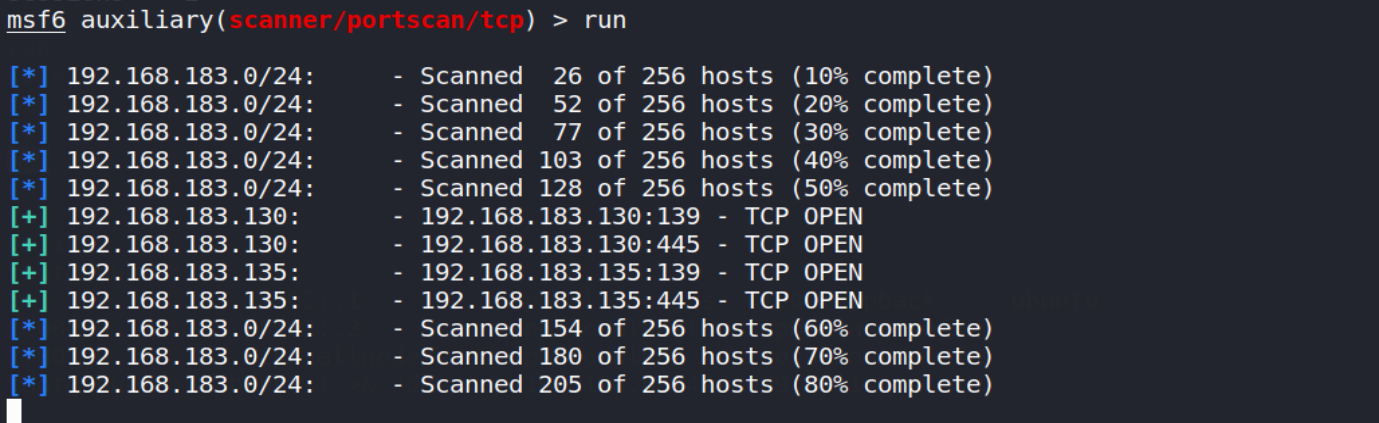 msf6 auxiliary(scanner/portscan/tcp) > run
[*] 192.168.183.0/24:     - Scanned  26 of 256 hosts (10% complete)
[*] 192.168.183.0/24:     - Scanned  52 of 256 hosts (20% complete)
[*] 192.168.183.0/24:     - Scanned  77 of 256 hosts (30% complete)
[*] 192.168.183.0/24:     - Scanned 103 of 256 hosts (40% complete)
[*] 192.168.183.0/24:     - Scanned 128 of 256 hosts (50% complete)
[+] 192.168.183.130:      - 192.168.183.130:139 - TCP OPEN
[+] 192.168.183.130:      - 192.168.183.130:445 - TCP OPEN
[+] 192.168.183.135:      - 192.168.183.135:139 - TCP OPEN
[+] 192.168.183.135:      - 192.168.183.135:445 - TCP OPEN
[*] 192.168.183.0/24:     - Scanned 154 of 256 hosts (60% complete)
[*] 192.168.183.0/24:     - Scanned 180 of 256 hosts (70% complete)
[*] 192.168.183.0/24:     - Scanned 205 of 256 hosts (80% complete)